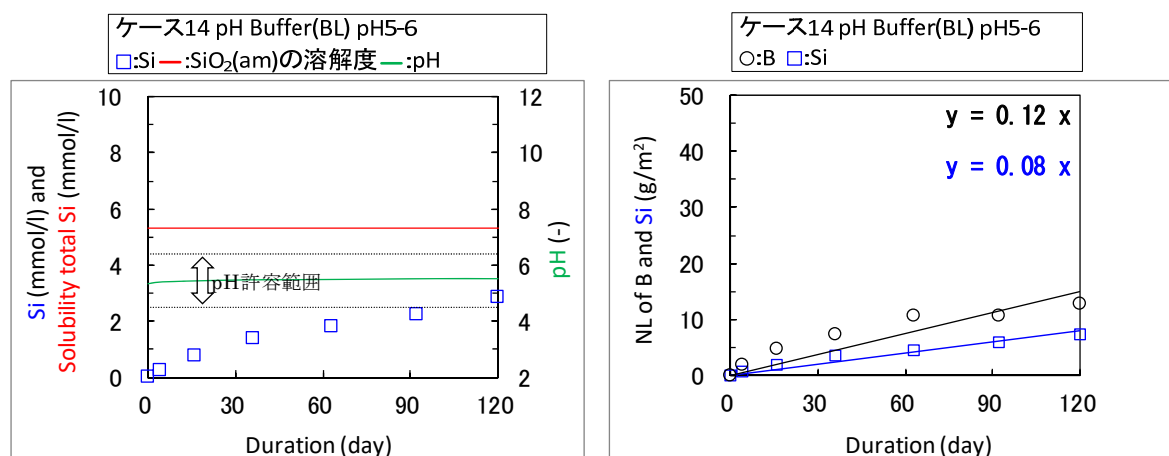 ケース14 pH Buffer(BL) pH5-6
□:Si ―:SiO₂(am)の溶解度 ―:pH
10
8
6
4
2
0
12
10
8
6
4
2
0
30
60
90
120
Si (mmol/l) and
Solubility total Si (mmol/l)
pH (-)
pH許容範囲
Duration (day)
ケース14 pH Buffer(BL) pH5-6
○:B □:Si
50
40
30
20
10
0
0
30
60
90
120
NL of B and Si (g/m²)
y = 0.12 x
y = 0.08 x
Duration (day)